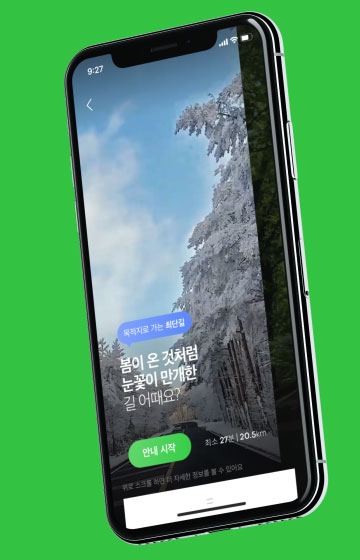 9:27
목적지로 가는 최단길
봄이 온 것처럼
눈꽃이 만개한
길 어때요?
안내 시작
최소 27분 | 20.5km
위로 스크롤 하면 더 자세한 정보를 볼 수 있어요